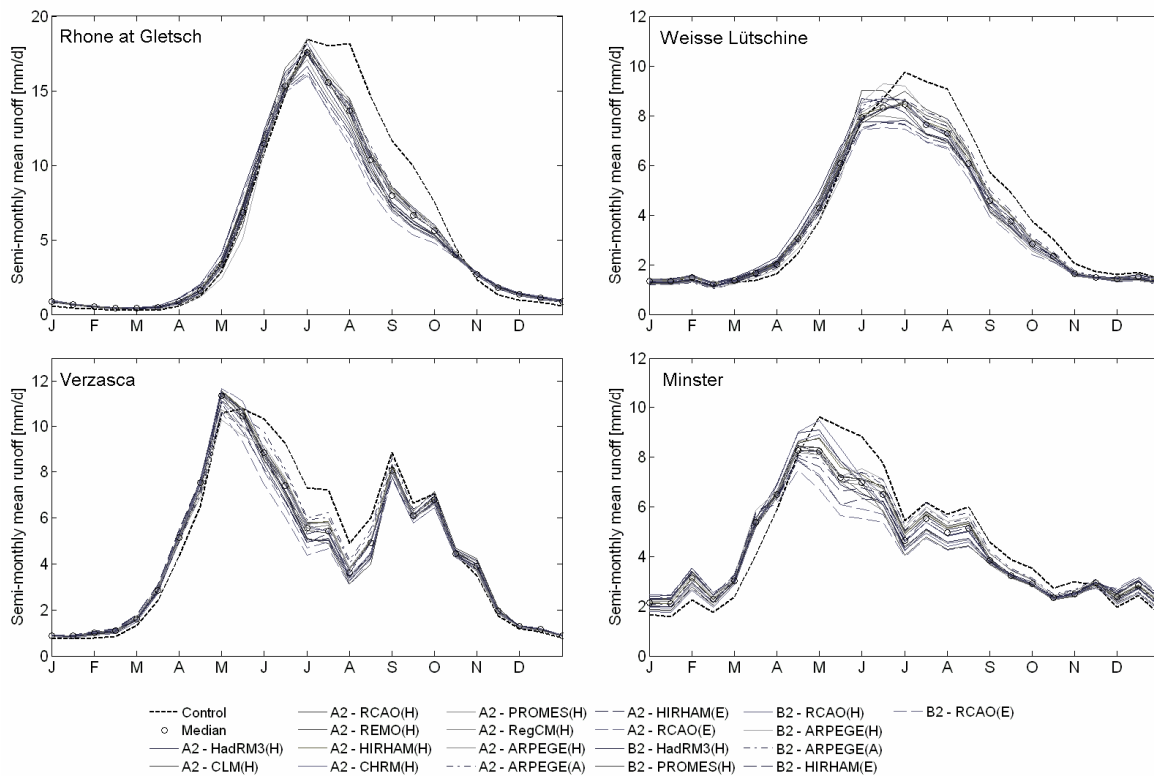 Rhone at Gletsch
Semi-monthly mean runoff [mm/d]
20
15
10
5
0
J F M A M J J A S O N D
Weisse Lütschine
Semi-monthly mean runoff [mm/d]
12
10
8
6
4
2
0
J F M A M J J A S O N D
Verzasca
Semi-monthly mean runoff [mm/d]
12
10
8
6
4
2
0
J F M A M J J A S O N D
Minster
Semi-monthly mean runoff [mm/d]
12
10
8
6
4
2
0
J F M A M J J A S O N D
Control
Median
A2 - HadRM3(H)
A2 - CLM(H)
A2 - RCAO(H)
A2 - REMO(H)
A2 - HIRHAM(H)
A2 - CHRM(H)
A2 - PROMES(H)
A2 - RegCM(H)
A2 - ARPEGE(H)
A2 - ARPEGE(A)
A2 - HIRHAM(E)
A2 - RCAO(E)
B2 - HadRM3(H)
B2 - PROMES(H)
B2 - RCAO(H)
B2 - ARPEGE(H)
B2 - ARPEGE(A)
B2 - HIRHAM(E)
B2 - RCAO(E)